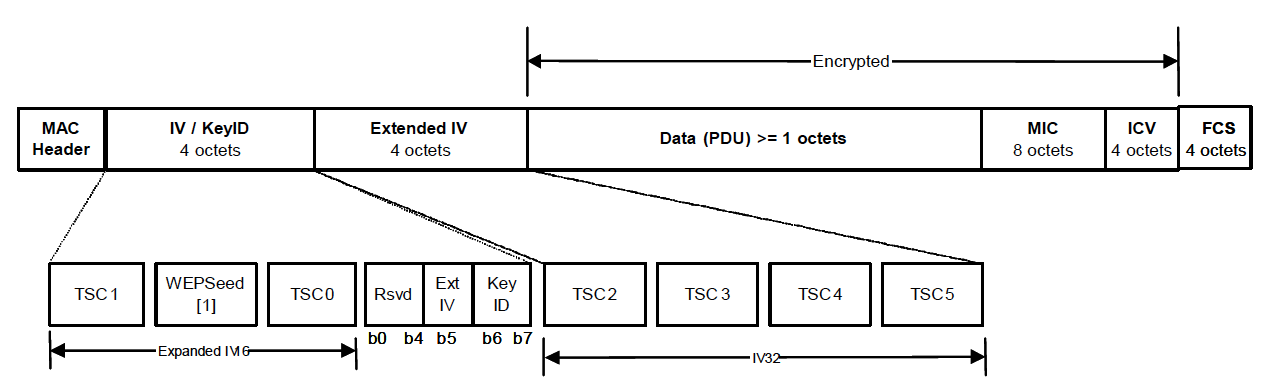 Encrypted
MAC
Header
IV / KeyID
4 octets
Extended IV
4 octets
Data (PDU) >= 1 octets
MIC
8 octets
ICV
4 octets
FCS
4 octets
TSC1
WEPSeed
[1]
TSC0
Rsvd
Ext
IV
Key
ID
TSC2
TSC3
TSC4
TSC5
b0
b4
b5
b6
b7
Expanded IV16
IV32